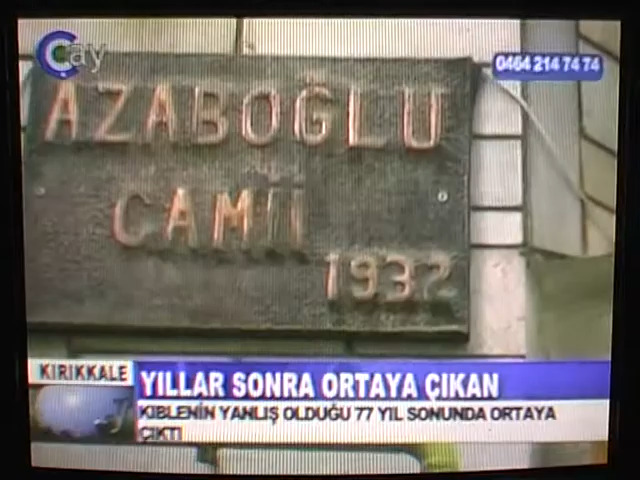 Çay
0464 214 74 74
AZABOĞLU
CAMİİ
1932
KIRIKKALE
YILLAR SONRA ORTAYA ÇIKAN
KIBLENİN YANLIŞ OLDUĞU 77 YIL SONUNDA ORTAYA
ÇIKTI